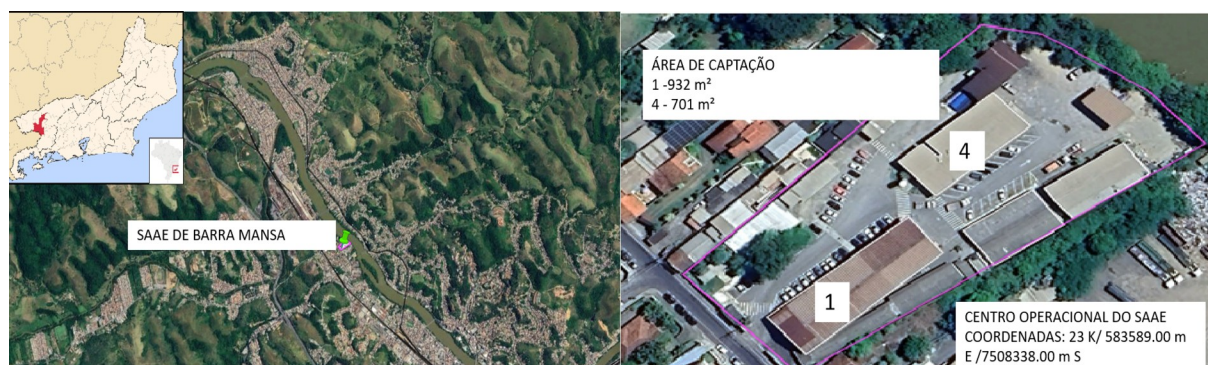 SAAE DE BARRA MANSA
ÁREA DE CAPTAÇÃO
1 -932 m²
4 - 701 m²
4
1
CENTRO OPERACIONAL DO SAAE
COORDENADAS: 23 K/ 583589.00 m
E /7508338.00 m S